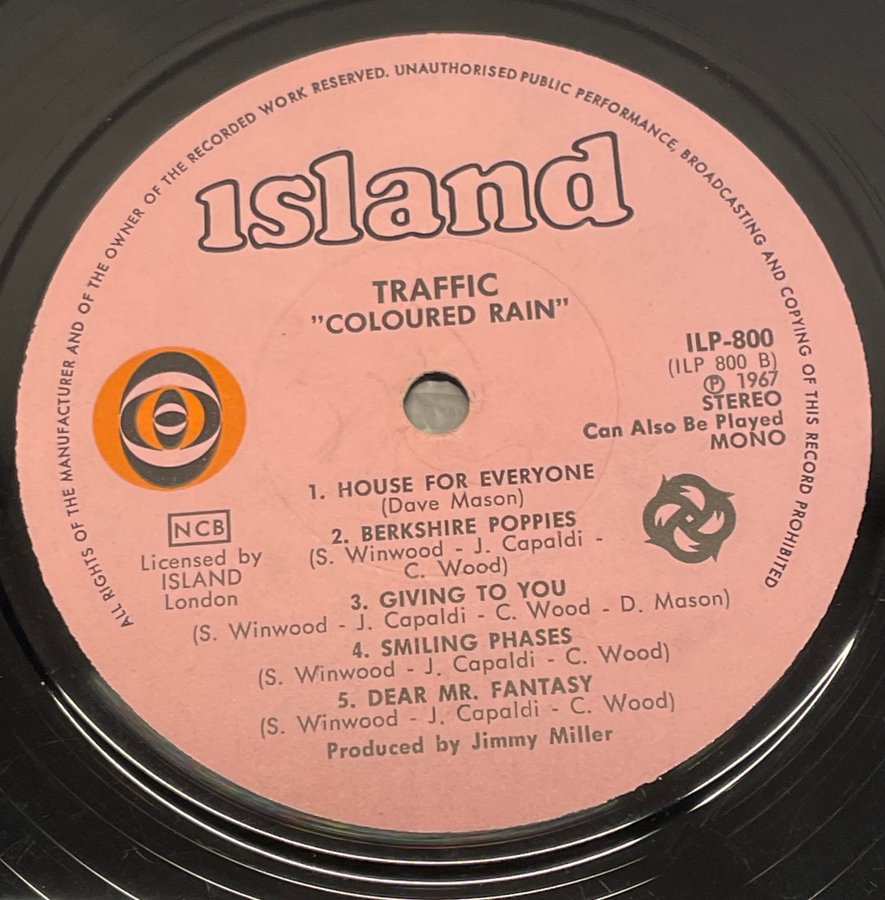 ALL RIGHTS OF THE MANUFACTURER AND OF THE OWNER OF THE RECORDED WORK RESERVED. UNAUTHORISED PUBLIC PERFORMANCE, BROADCASTING AND COPYING OF THIS RECORD PROHIBITED
Island
TRAFFIC
"COLOURED RAIN"
ILP-800
(ILP 800 B)
Ⓟ 1967
STEREO
Can Also Be Played
MONO
NCB
Licensed by
ISLAND
London
1. HOUSE FOR EVERYONE
(Dave Mason)
2. BERKSHIRE POPPIES
(S. Winwood - J. Capaldi -
C. Wood)
3. GIVING TO YOU
(S. Winwood - J. Capaldi - C. Wood - D. Mason)
4. SMILING PHASES
(S. Winwood - J. Capaldi - C. Wood)
5. DEAR MR. FANTASY
(S. Winwood - J. Capaldi - C. Wood)
Produced by Jimmy Miller